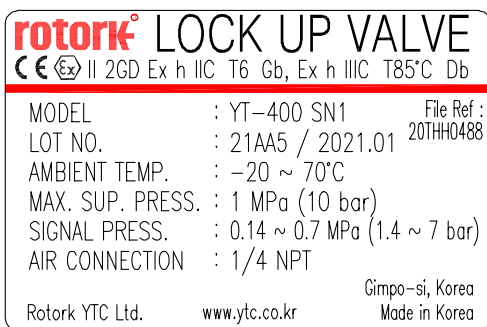 rotork LOCK UP VALVE
CE Ex II 2GD Ex h IIC T6 Gb, Ex h IIIC T85°C Db
MODEL : YT-400 SN1 File Ref :
LOT NO. : 21AA5 / 2021.01 20THH0488
AMBIENT TEMP. : -20 ~ 70°C
MAX. SUP. PRESS. : 1 MPa (10 bar)
SIGNAL PRESS. : 0.14 ~ 0.7 MPa (1.4 ~ 7 bar)
AIR CONNECTION : 1/4 NPT
Gimpo-si, Korea
Rotork YTC Ltd. www.ytc.co.kr Made in Korea